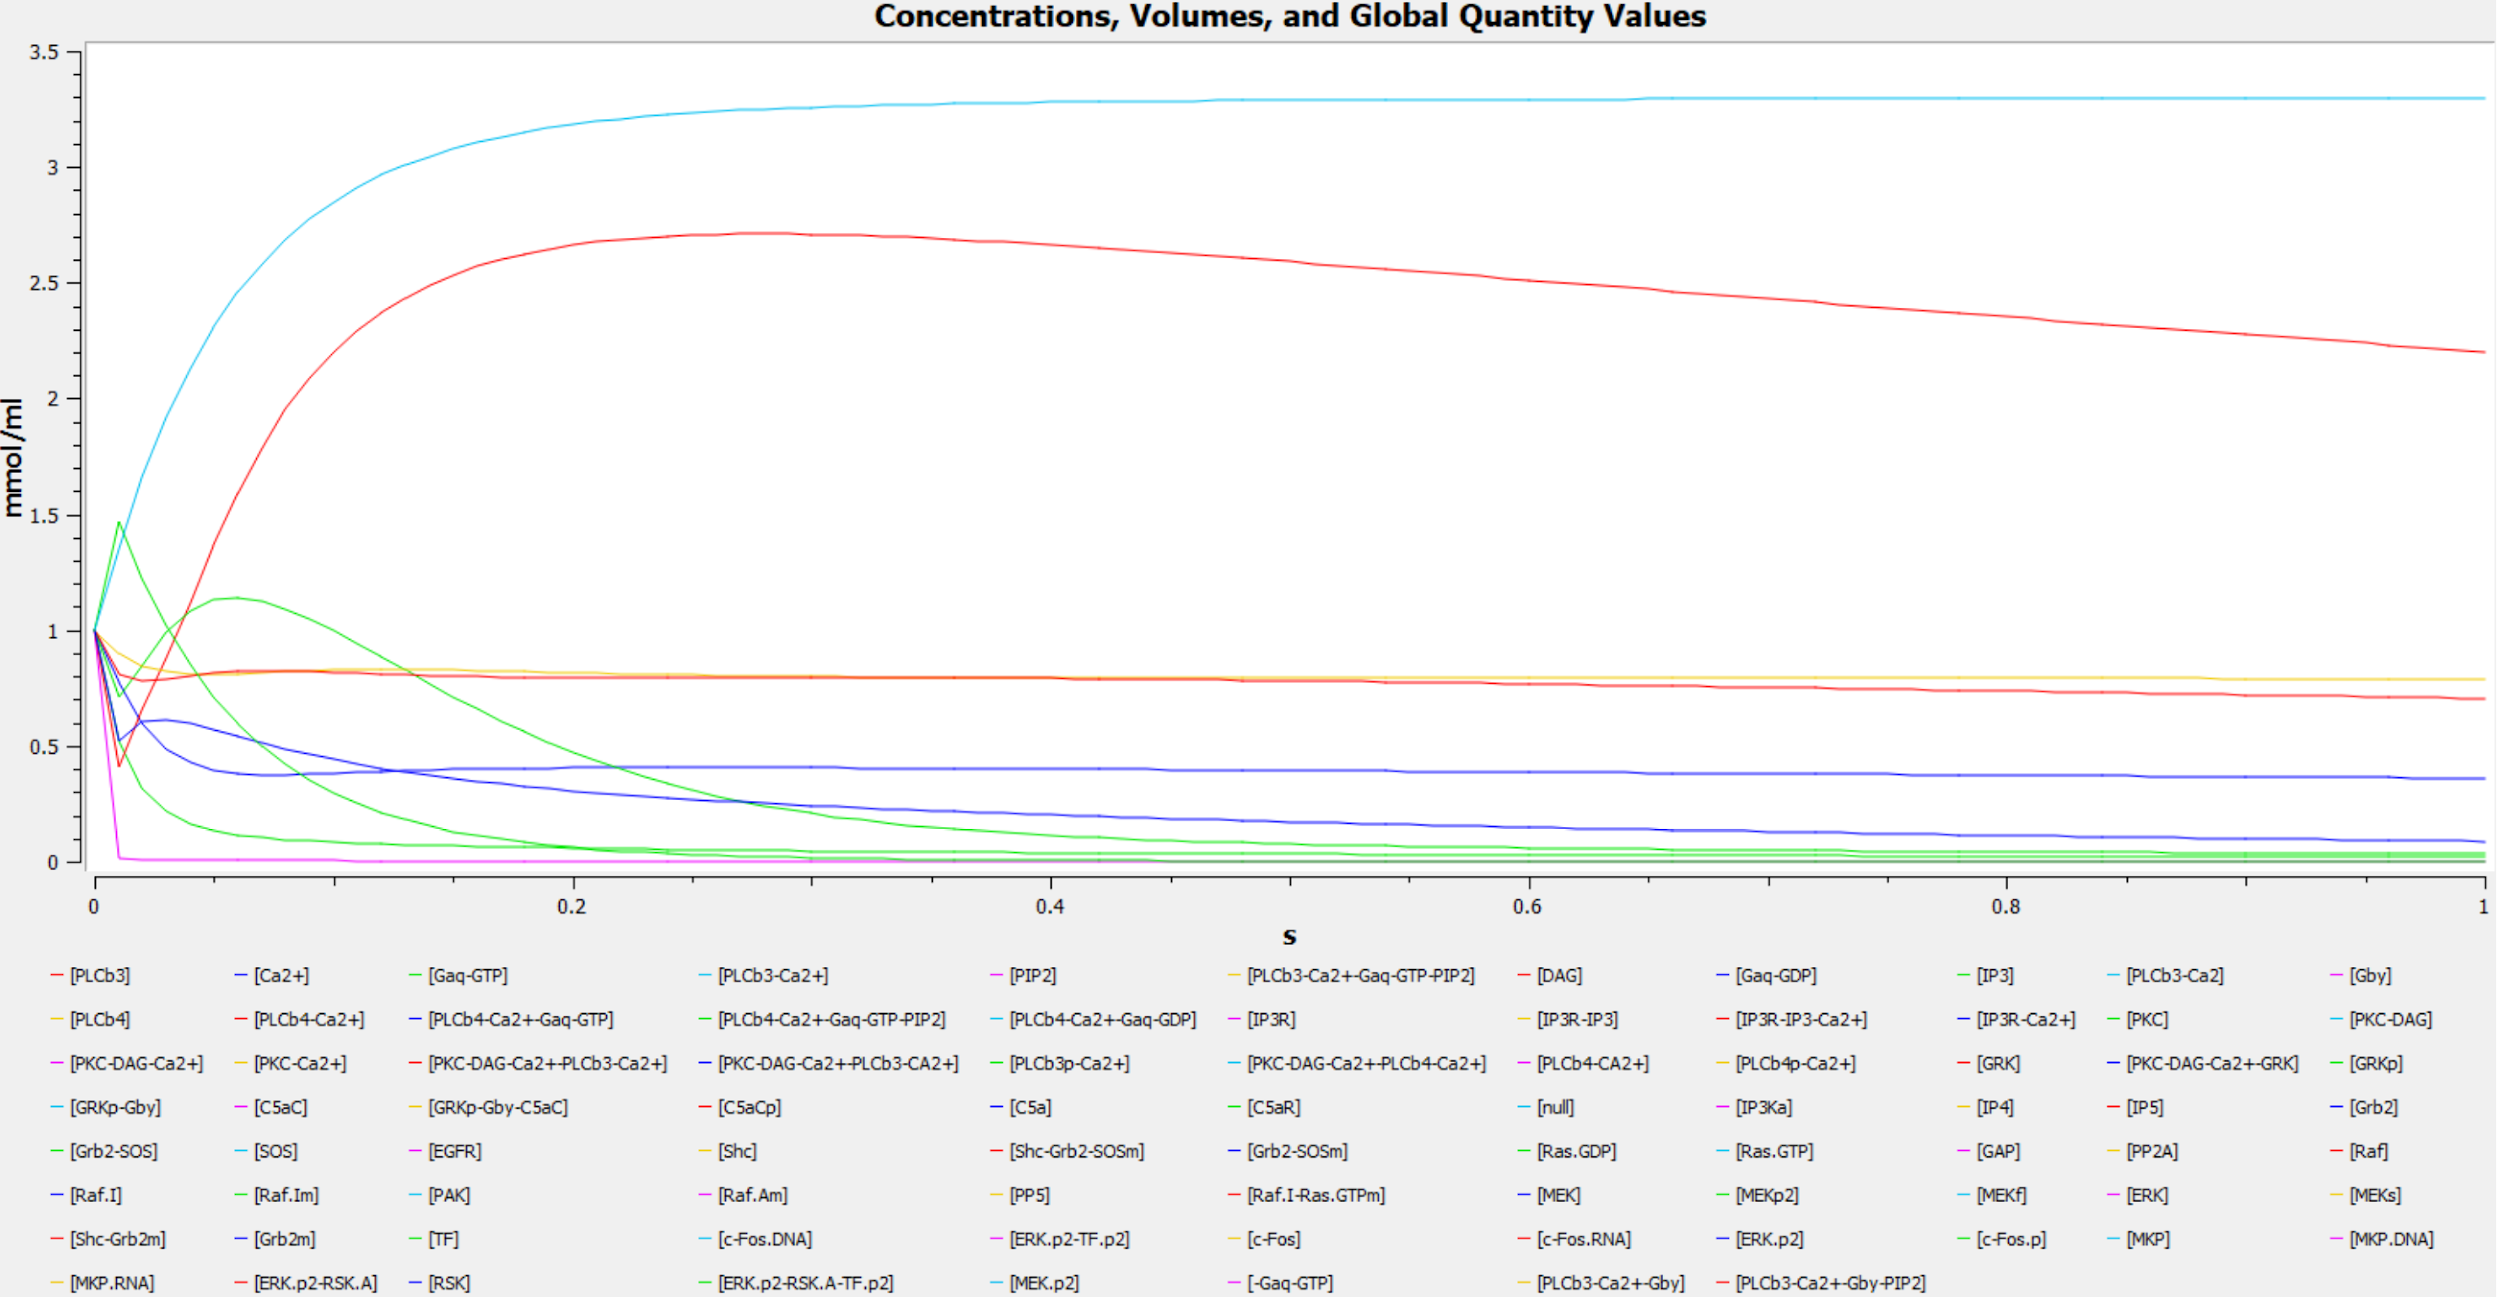 Concentrations, Volumes, and Global Quantity Values
3.5
3
2.5
2
1.5
1
0.5
0
mmol/ml
0 0.2 0.4 0.6 0.8 1
s
[PLCb3] [Ca2+] [Gaq-GTP] [PLCb3-Ca2+] [PIP2] [PLCb3-Ca2+-Gaq-GTP-PIP2] [DAG] [Gaq-GDP] [IP3] [PLCb3-Ca2] [Gby]
[PLCb4] [PLCb4-Ca2+] [PLCb4-Ca2+-Gaq-GTP] [PLCb4-Ca2+-Gaq-GTP-PIP2] [PLCb4-Ca2+-Gaq-GDP] [IP3R] [IP3R-IP3] [IP3R-IP3-Ca2+] [IP3R-Ca2+] [PKC] [PKC-DAG]
[PKC-DAG-Ca2+] [PKC-Ca2+] [PKC-DAG-Ca2+-PLCb3-Ca2+] [PKC-DAG-Ca2+-PLCb3-CA2+] [PLCb3p-Ca2+] [PKC-DAG-Ca2+-PLCb4-Ca2+] [PLCb4-CA2+] [PLCb4p-Ca2+] [GRK] [PKC-DAG-Ca2+-GRK] [GRKp]
[GRKp-Gby] [C5aC] [GRKp-Gby-C5aC] [C5aCp] [C5a] [C5aR] [null] [IP3Ka] [IP4] [IP5] [Grb2]
[Grb2-SOS] [SOS] [EGFR] [Shc] [Shc-Grb2-SOSm] [Grb2-SOSm] [Ras.GDP] [Ras.GTP] [GAP] [PP2A] [Raf]
[Raf.I] [Raf.Im] [PAK] [Raf.Am] [PP5] [Raf.I-Ras.GTPm] [MEK] [MEKp2] [MEKf] [ERK] [MEKs]
[Shc-Grb2m] [Grb2m] [TF] [c-Fos.DNA] [ERK.p2-TF.p2] [c-Fos] [c-Fos.RNA] [ERK.p2] [c-Fos.p] [MKP] [MKP.DNA]
[MKP.RNA] [ERK.p2-RSK.A] [RSK] [ERK.p2-RSK.A-TF.p2] [MEK.p2] [-Gaq-GTP] [PLCb3-Ca2+-Gby] [PLCb3-Ca2+-Gby-PIP2]